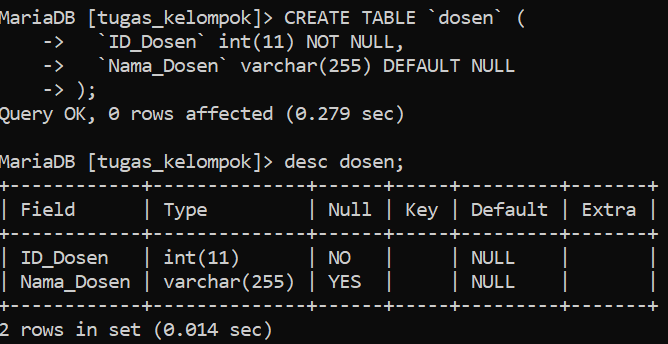 MariaDB [tugas_kelompok]> CREATE TABLE `dosen` (
    ->   `ID_Dosen` int(11) NOT NULL,
    ->   `Nama_Dosen` varchar(255) DEFAULT NULL
    -> );
Query OK, 0 rows affected (0.279 sec)

MariaDB [tugas_kelompok]> desc dosen;
+------------+--------------+------+-----+---------+-------+
| Field      | Type         | Null | Key | Default | Extra |
+------------+--------------+------+-----+---------+-------+
| ID_Dosen   | int(11)      | NO   |     | NULL    |       |
| Nama_Dosen | varchar(255) | YES  |     | NULL    |       |
+------------+--------------+------+-----+---------+-------+
2 rows in set (0.014 sec)